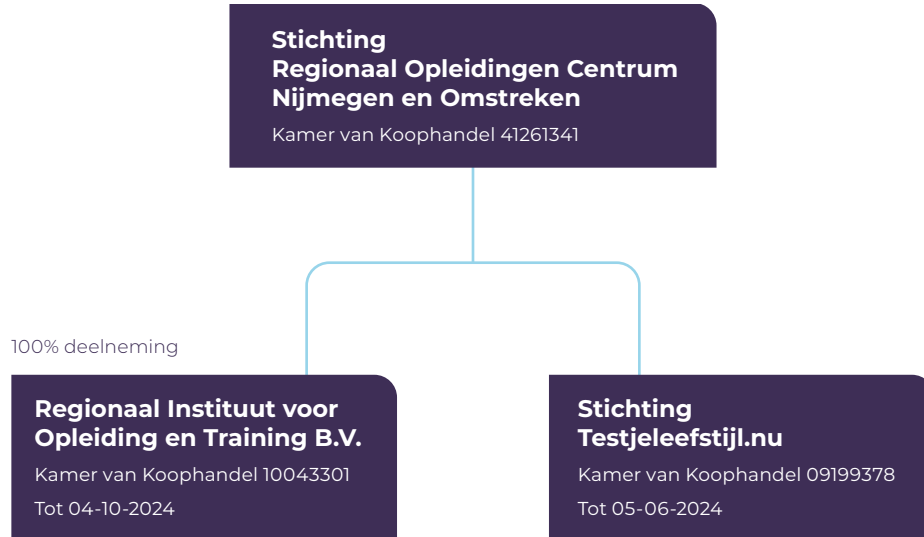 Stichting
Regionaal Opleidingen Centrum
Nijmegen en Omstreken
Kamer van Koophandel 41261341
100% deelneming
Regionaal Instituut voor
Opleiding en Training B.V.
Kamer van Koophandel 10043301
Tot 04-10-2024
Stichting
Testjeleefstijl.nu
Kamer van Koophandel 09199378
Tot 05-06-2024